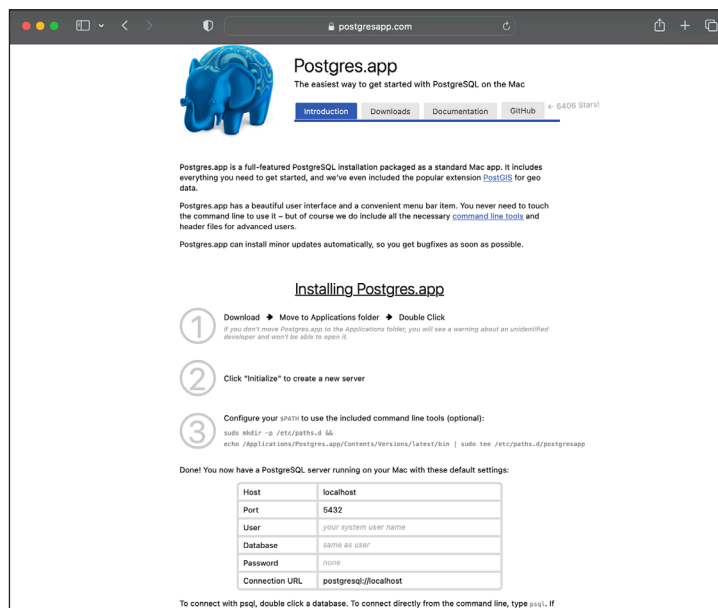 postgresapp.com
Postgres.app
The easiest way to get started with PostgreSQL on the Mac
Introduction Downloads Documentation GitHub ← 6406 Stars!
Postgres.app is a full-featured PostgreSQL installation packaged as a standard Mac app. It includes
everything you need to get started, and we’ve even included the popular extension PostGIS for geo
data.
Postgres.app has a beautiful user interface and a convenient menu bar item. You never need to touch
the command line to use it – but of course we do include all the necessary command line tools and
header files for advanced users.
Postgres.app can install minor updates automatically, so you get bugfixes as soon as possible.
Installing Postgres.app
1 Download ➜ Move to Applications folder ➜ Double Click
If you don't move Postgres.app to the Applications folder, you will see a warning about an unidentified
developer and won't be able to open it.
2 Click "Initialize" to create a new server
3 Configure your $PATH to use the included command line tools (optional):
sudo mkdir -p /etc/paths.d &&
echo /Applications/Postgres.app/Contents/Versions/latest/bin | sudo tee /etc/paths.d/postgresapp
Done! You now have a PostgreSQL server running on your Mac with these default settings:
Host localhost
Port 5432
User your system user name
Database same as user
Password none
Connection URL postgresql://localhost
To connect with psql, double click a database. To connect directly from the command line, type psql. If